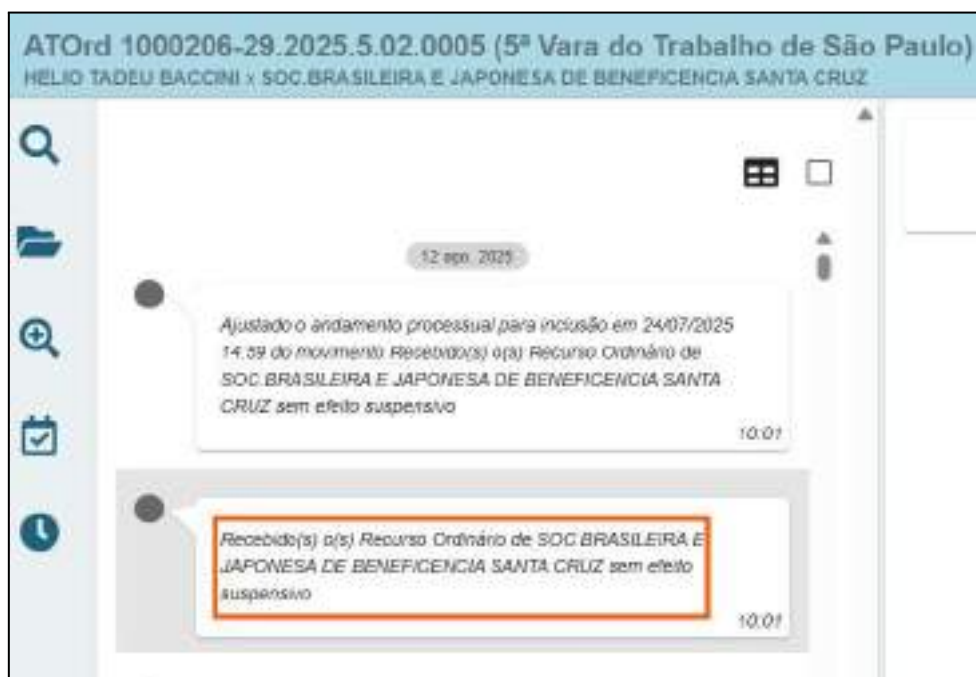 ATOrd 1000206-29.2025.5.02.0005 (5ª Vara do Trabalho de São Paulo)
HELIO TADEU BACCINI x SOC.BRASILEIRA E JAPONESA DE BENEFICENCIA SANTA CRUZ
12 ago. 2025
Ajustado o andamento processual para inclusão em 24/07/2025
14:59 do movimento Recebido(s) o(s) Recurso Ordinário de
SOC.BRASILEIRA E JAPONESA DE BENEFICENCIA SANTA
CRUZ sem efeito suspensivo
10:01
Recebido(s) o(s) Recurso Ordinário de SOC.BRASILEIRA E
JAPONESA DE BENEFICENCIA SANTA CRUZ sem efeito
suspensivo
10:01